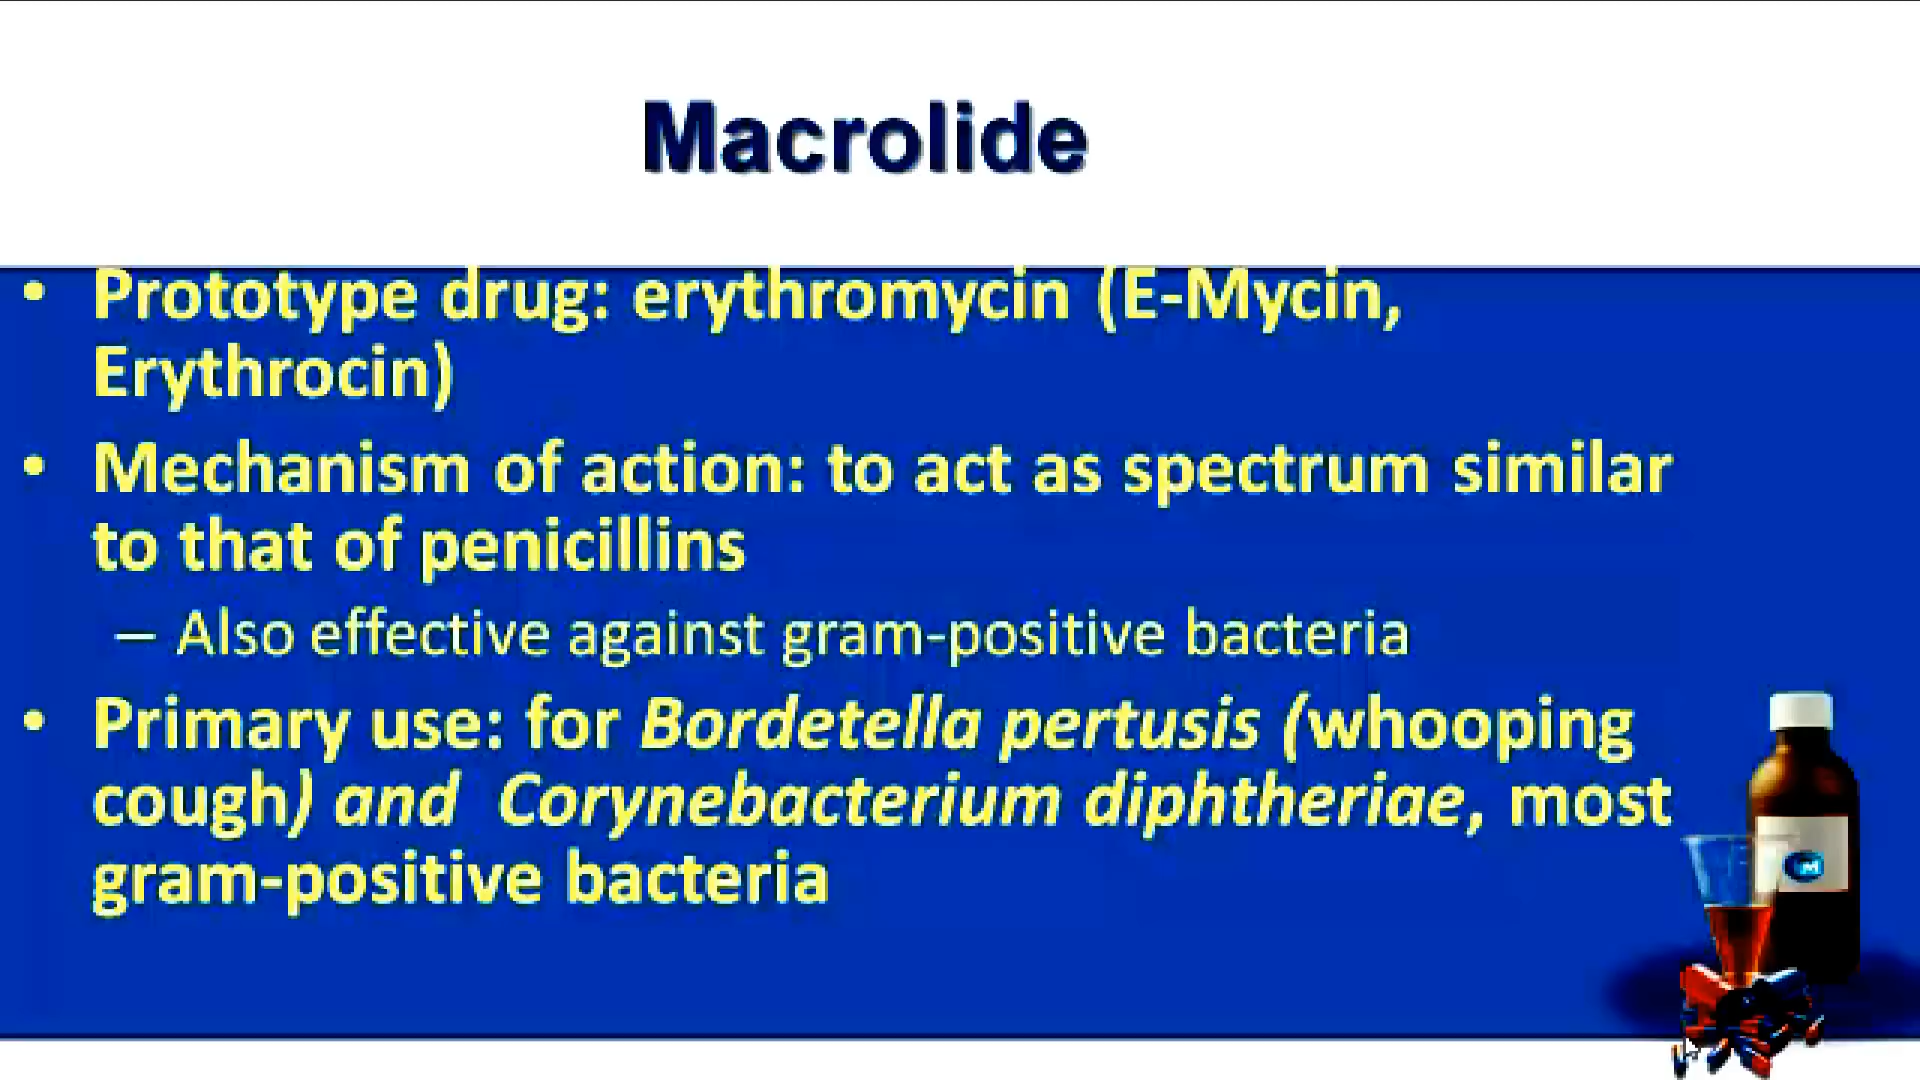 Macrolide
• Prototype drug: erythromycin (E-Mycin,
Erythrocin)
• Mechanism of action: to act as spectrum similar
to that of penicillins
– Also effective against gram-positive bacteria
• Primary use: for Bordetella pertusis (whooping
cough) and Corynebacterium diphtheriae, most
gram-positive bacteria